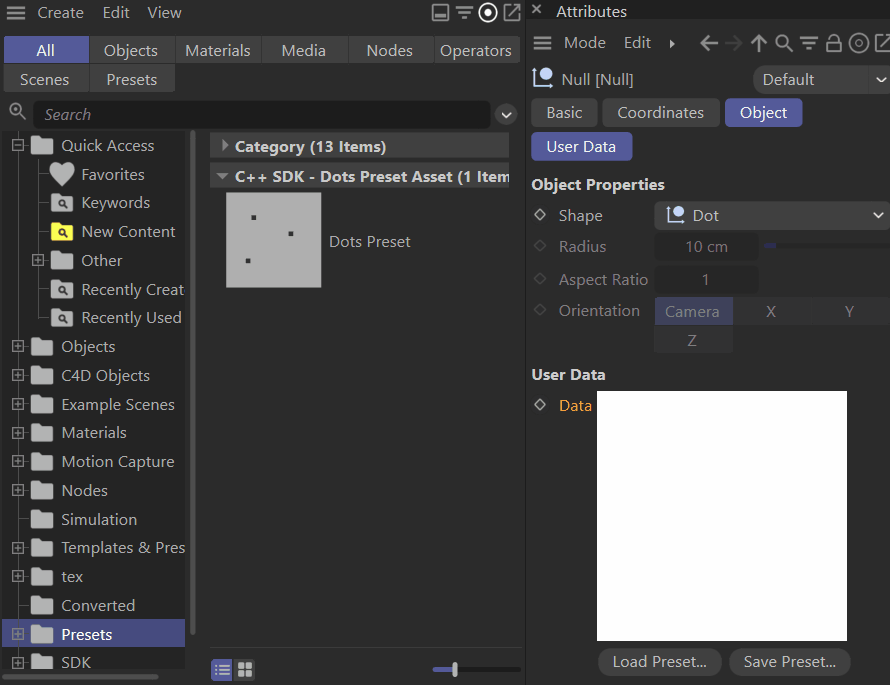 Create Edit View
All Objects Materials Media Nodes Operators
Scenes Presets
Search
Quick Access
Favorites
Keywords
New Content
Other
Recently Creat
Recently Used
Objects
C4D Objects
Example Scenes
Materials
Motion Capture
Nodes
Simulation
Templates & Pres
tex
Converted
Presets
SDK
Category (13 Items)
C++ SDK - Dots Preset Asset (1 Item
Dots Preset
Attributes
Mode Edit
Null [Null] Default
Basic Coordinates Object
User Data
Object Properties
Shape Dot
Radius 10 cm
Aspect Ratio 1
Orientation Camera X Y
Z
User Data
Data
Load Preset... Save Preset...